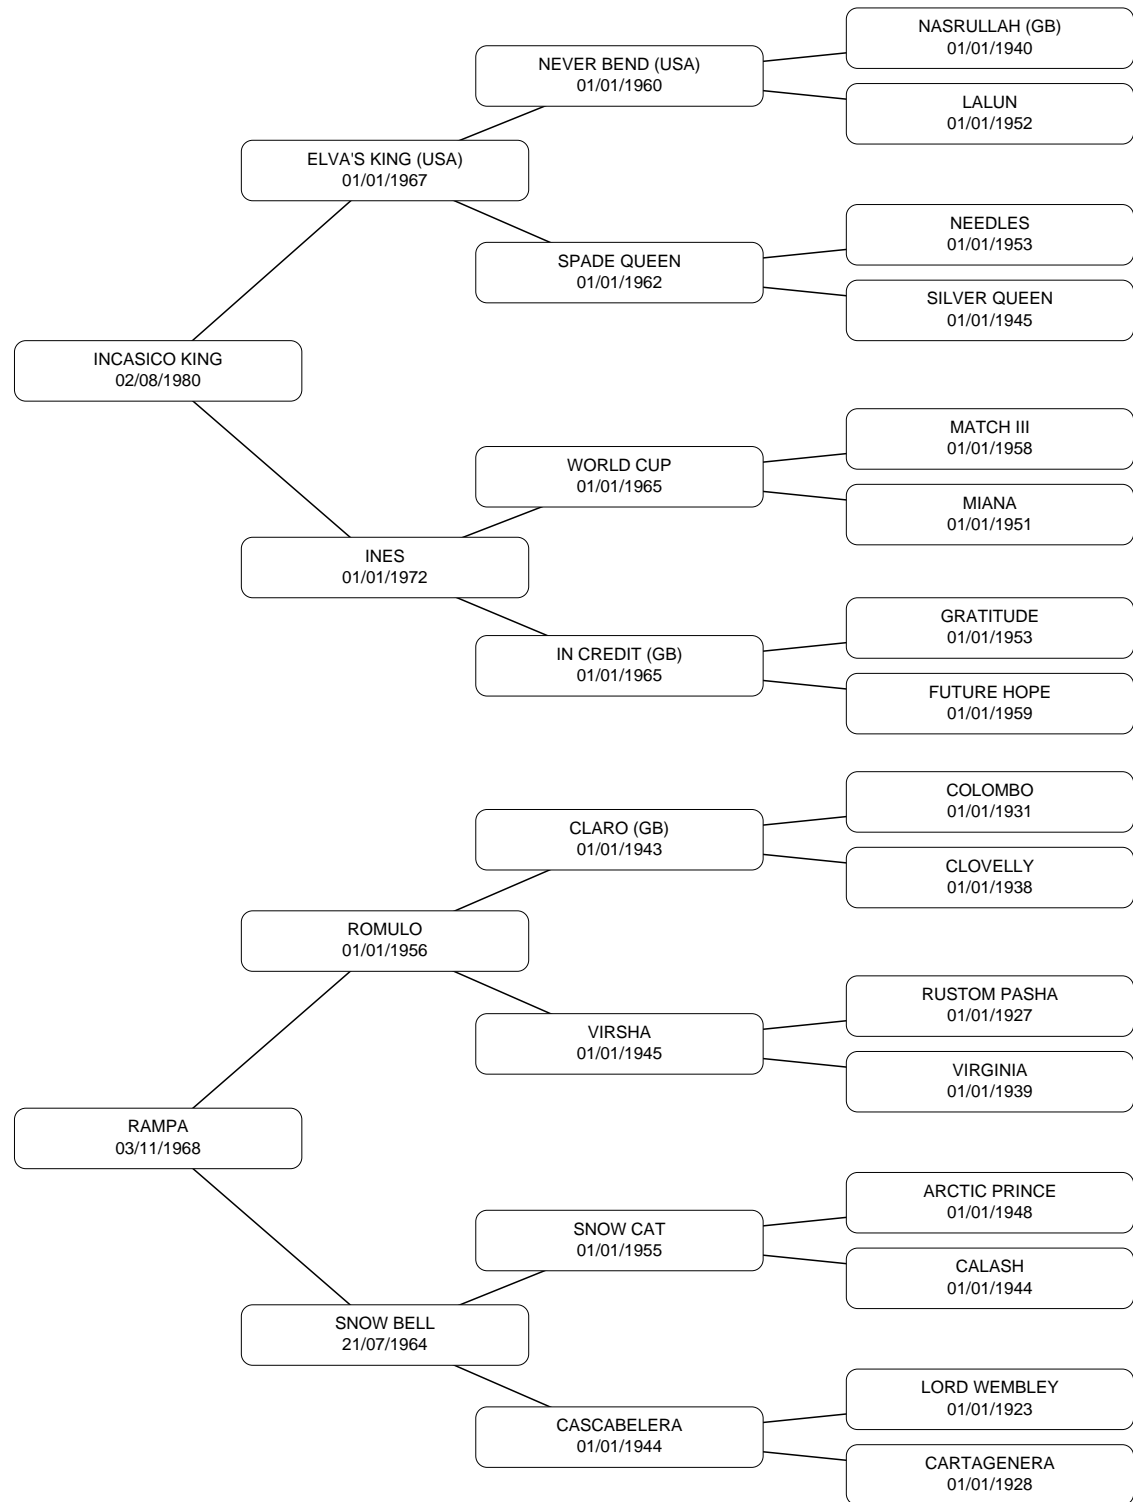 NASRULLAH (GB)
01/01/1940
NEVER BEND (USA)
01/01/1960
LALUN
01/01/1952
ELVA'S KING (USA)
01/01/1967
NEEDLES
01/01/1953
SPADE QUEEN
01/01/1962
SILVER QUEEN
01/01/1945
INCASICO KING
02/08/1980
MATCH III
01/01/1958
WORLD CUP
01/01/1965
MIANA
01/01/1951
INES
01/01/1972
GRATITUDE
01/01/1953
IN CREDIT (GB)
01/01/1965
FUTURE HOPE
01/01/1959
COLOMBO
01/01/1931
CLARO (GB)
01/01/1943
CLOVELLY
01/01/1938
ROMULO
01/01/1956
RUSTOM PASHA
01/01/1927
VIRSHA
01/01/1945
VIRGINIA
01/01/1939
RAMPA
03/11/1968
ARCTIC PRINCE
01/01/1948
SNOW CAT
01/01/1955
CALASH
01/01/1944
SNOW BELL
21/07/1964
LORD WEMBLEY
01/01/1923
CASCABELERA
01/01/1944
CARTAGENERA
01/01/1928